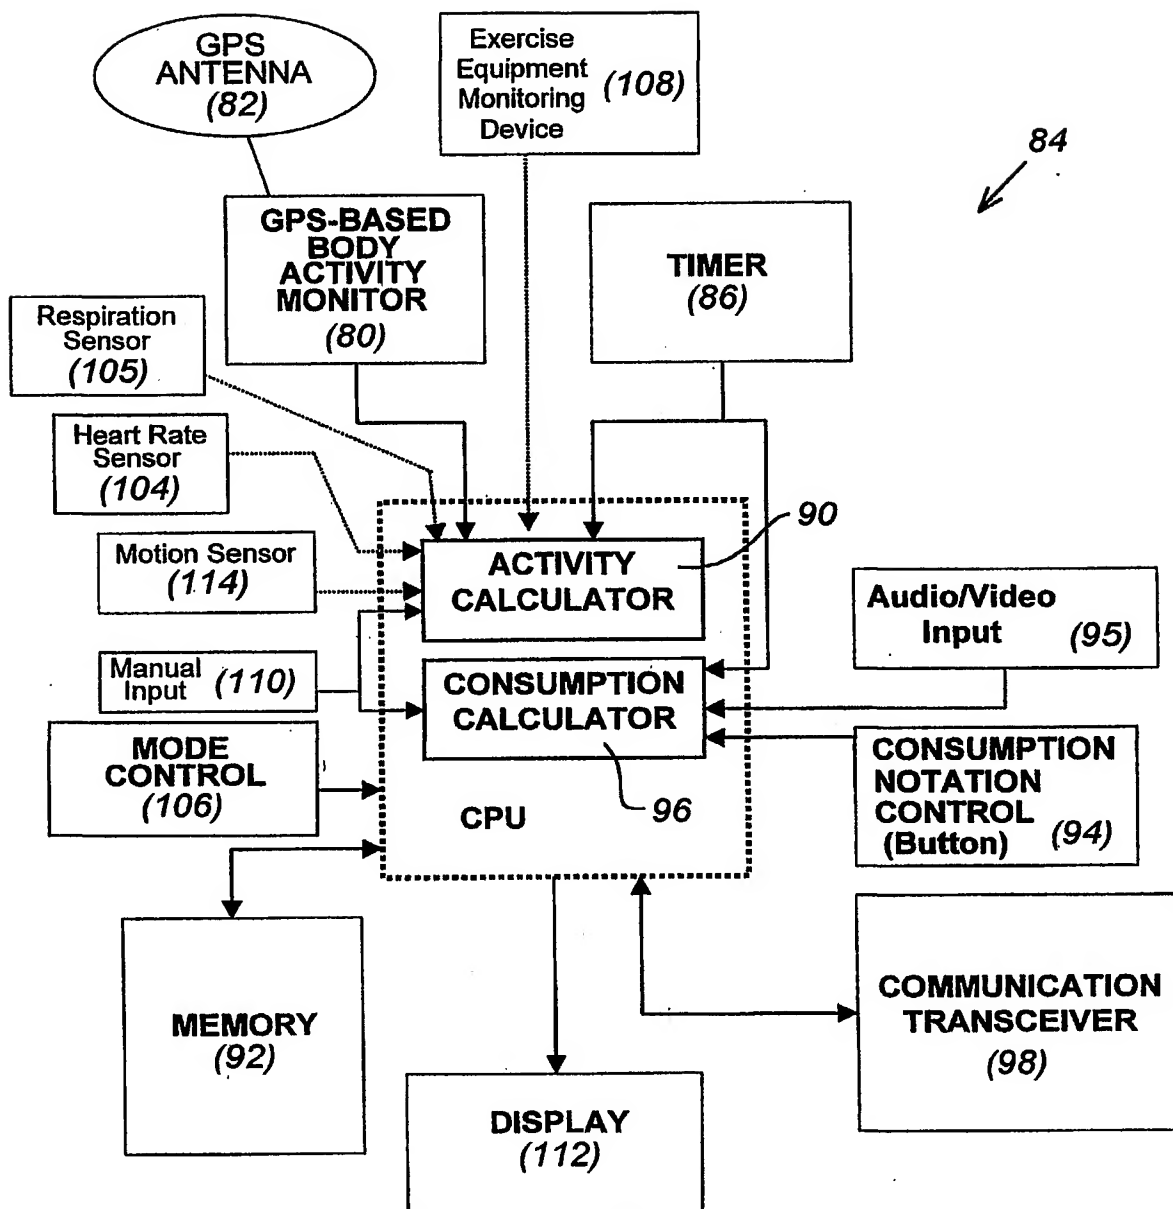 GPS
ANTENNA
(82)
Exercise
Equipment
Monitoring
Device
(108)
84
GPS-BASED
BODY
ACTIVITY
MONITOR
(80)
TIMER
(86)
Respiration
Sensor
(105)
Heart Rate
Sensor
(104)
Motion Sensor
(114)
Manual
Input
(110)
MODE
CONTROL
(106)
ACTIVITY
CALCULATOR
90
CONSUMPTION
CALCULATOR
96
CPU
Audio/Video
Input
(95)
CONSUMPTION
NOTATION
CONTROL
(Button)
(94)
MEMORY
(92)
DISPLAY
(112)
COMMUNICATION
TRANSCEIVER
(98)